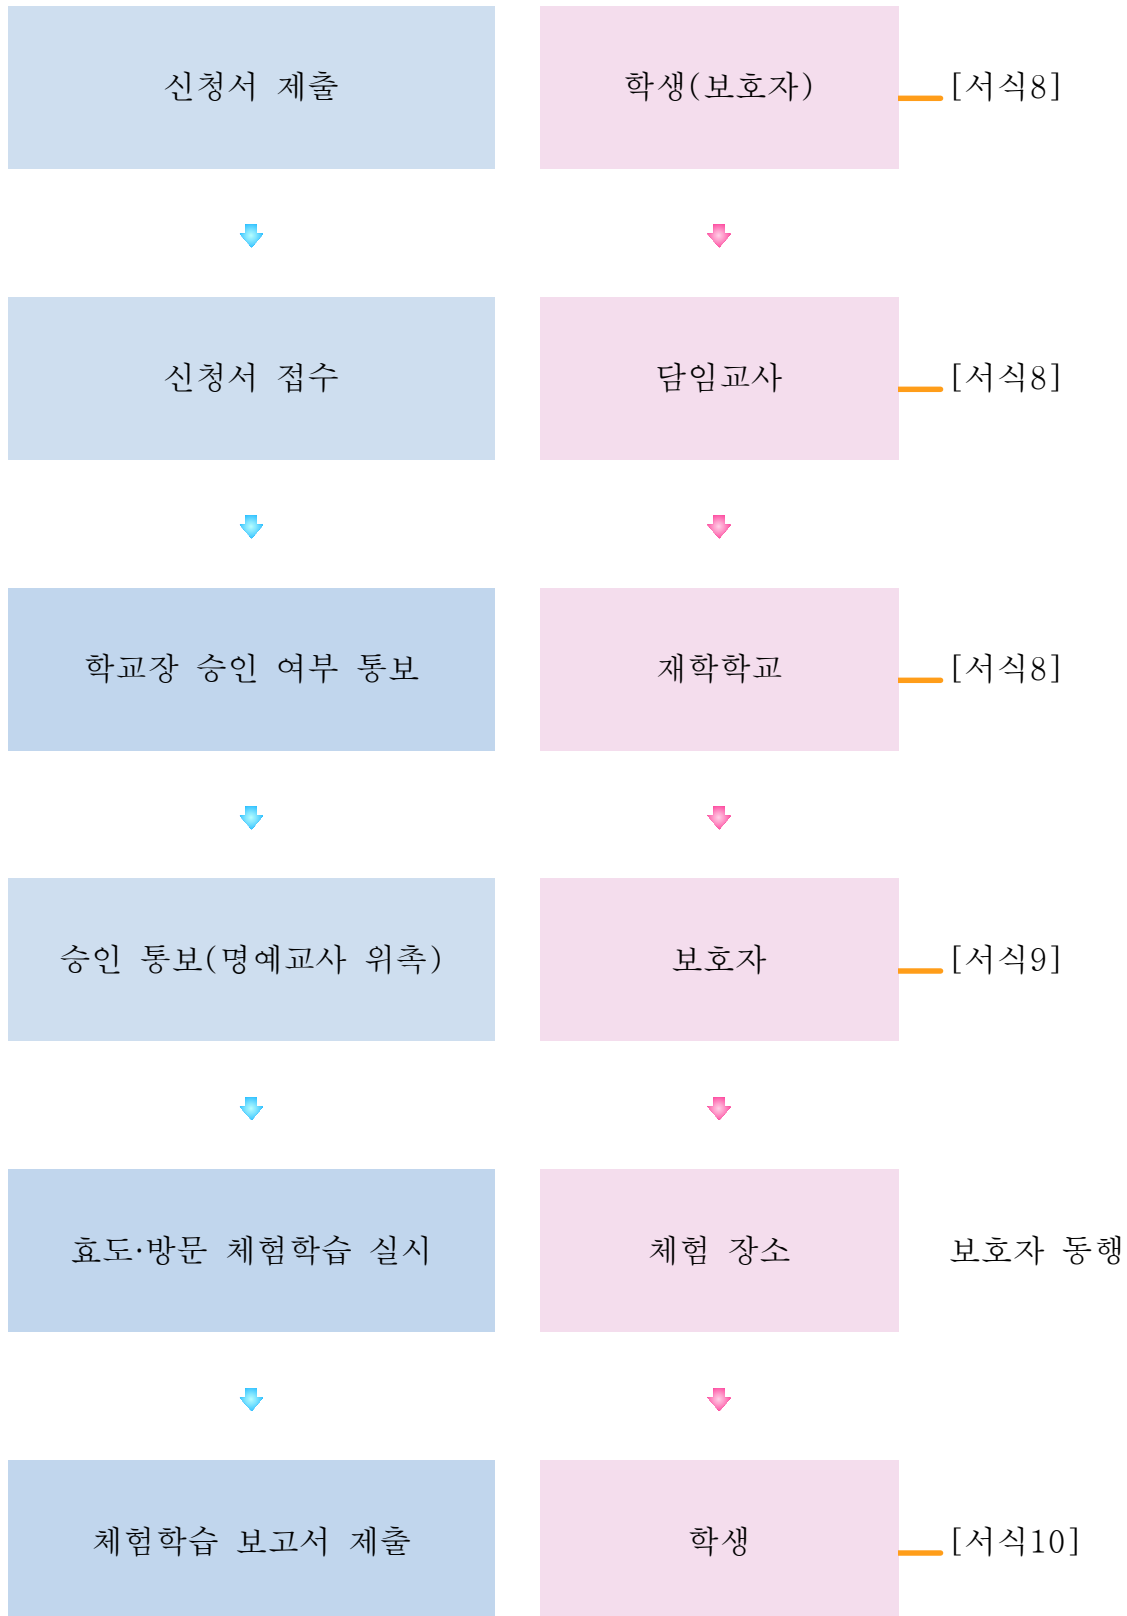 신청서 제출
학생(보호자)
[서식8]
신청서 접수
담임교사
[서식8]
학교장 승인 여부 통보
재학학교
[서식8]
승인 통보(명예교사 위촉)
보호자
[서식9]
효도·방문 체험학습 실시
체험 장소
보호자 동행
체험학습 보고서 제출
학생
[서식10]